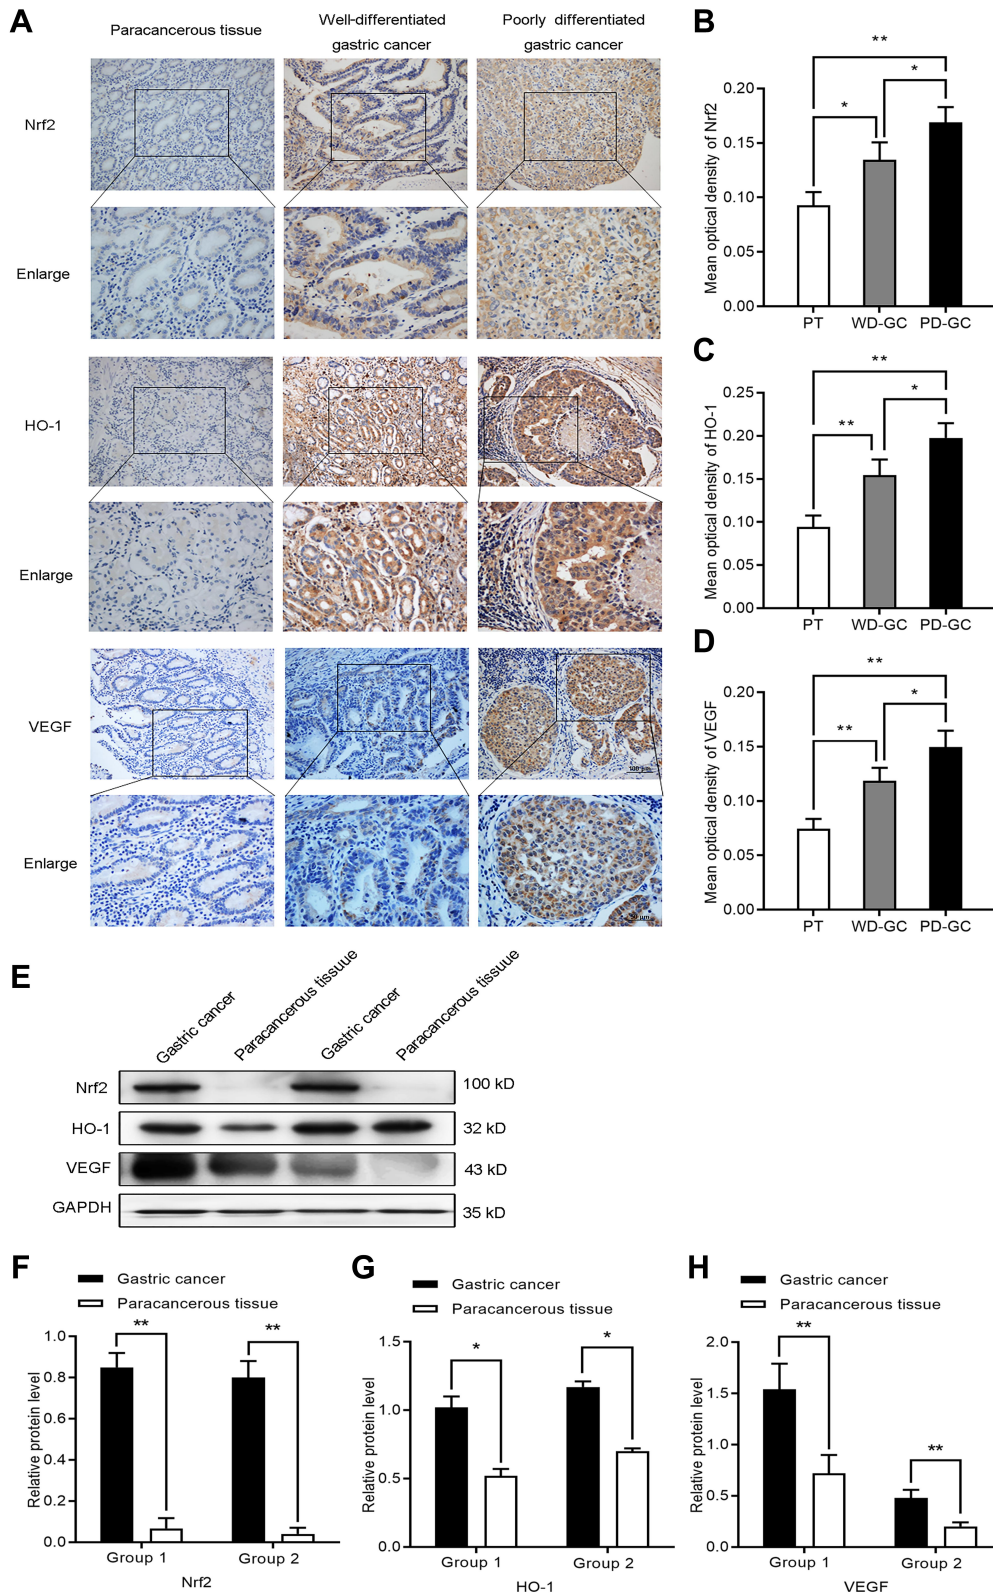 A
Paracancerous tissue
Well-differentiated
gastric cancer
Poorly differentiated
gastric cancer
Nrf2
Enlarge
HO-1
Enlarge
VEGF
100 μm
Enlarge
50 μm
B
Mean optical density of Nrf2
0.20
0.15
0.10
0.05
0.00
**
*
*
PT
WD-GC
PD-GC
C
Mean optical density of HO-1
0.25
0.20
0.15
0.10
0.05
0.00
**
*
**
PT
WD-GC
PD-GC
D
Mean optical density of VEGF
0.20
0.15
0.10
0.05
0.00
**
*
**
PT
WD-GC
PD-GC
E
Gastric cancer
Paracancerous tissuue
Gastric cancer
Paracancerous tissue
Nrf2
100 kD
HO-1
32 kD
VEGF
43 kD
GAPDH
35 kD
F
Gastric cancer
Paracancerous tissue
Relative protein level
1.0
0.8
0.6
0.4
0.2
0.0
**
**
Group 1
Group 2
Nrf2
G
Gastric cancer
Paracancerous tissue
Relative protein level
1.5
1.0
0.5
0.0
*
*
Group 1
Group 2
HO-1
H
Gastric cancer
Paracancerous tissue
Relative protein level
2.0
1.5
1.0
0.5
0.0
**
**
Group 1
Group 2
VEGF